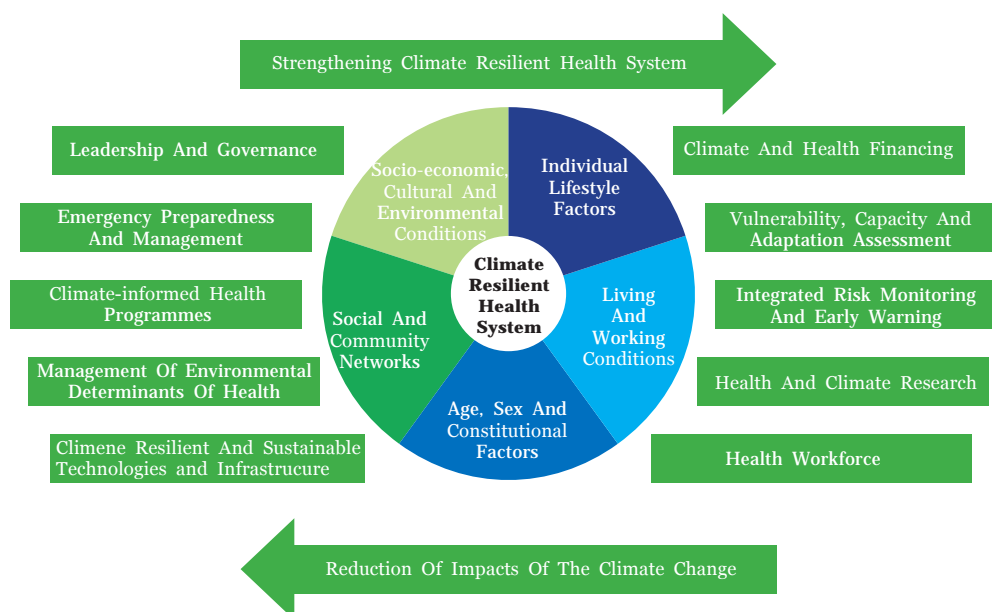 Strengthening Climate Resilient Health System
Leadership And Governance
Emergency Preparedness
And Management
Climate-informed Health
Programmes
Management Of Environmental
Determinants Of Health
Climene Resilient And Sustainable
Technologies and Infrastrucure
Socio-economic,
Cultural And
Environmental
Conditions
Individual
Lifestyle
Factors
Social And
Community
Networks
Climate
Resilient
Health
System
Living
And
Working
Conditions
Age, Sex And
Constitutional
Factors
Climate And Health Financing
Vulnerability, Capacity And
Adaptation Assessment
Integrated Risk Monitoring
And Early Warning
Health And Climate Research
Health Workforce
Reduction Of Impacts Of The Climate Change